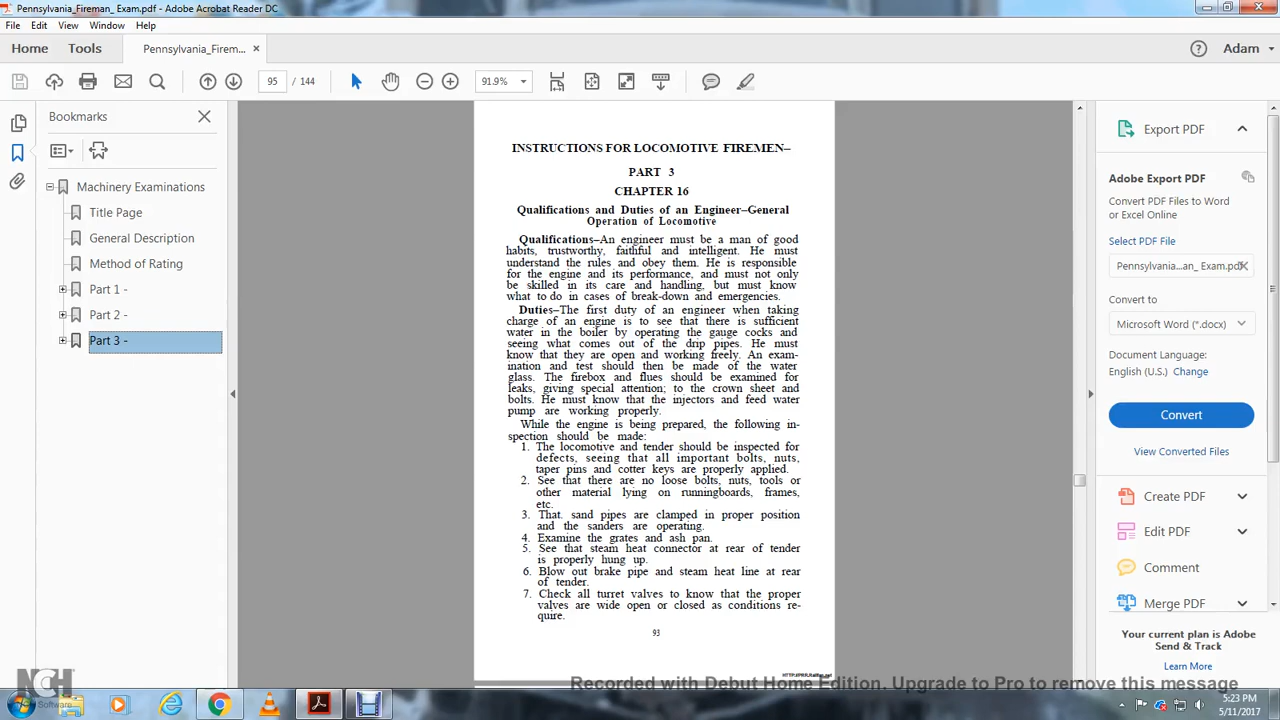 Pennsylvania_Fireman_ Exam.pdf - Adobe Acrobat Reader DC
File Edit View Window Help
Home Tools Pennsylvania_Firem... × Adam
95 / 144 91.9%
Bookmarks
Machinery Examinations
Title Page
General Description
Method of Rating
Part 1 -
Part 2 -
Part 3 -
INSTRUCTIONS FOR LOCOMOTIVE FIREMEN–
PART 3
CHAPTER 16
Qualifications and Duties of an Engineer–General
Operation of Locomotive
Qualifications–An engineer must be a man of good
habits, trustworthy, faithful and intelligent. He must
understand the rules and obey them. He is responsible
for the engine and its performance, and must not only
be skilled in its care and handling, but must know
what to do in cases of break-down and emergencies.
Duties–The first duty of an engineer when taking
charge of an engine is to see that there is sufficient
water in the boiler by operating the gauge cocks and
seeing what comes out of the drip pipes. He must
know that they are open and working freely. An exam-
ination and test should then be made of the water
glass. The firebox and flues should be examined for
leaks, giving special attention; to the crown sheet and
bolts. He must know that the injectors and feed water
pump are working properly.
While the engine is being prepared, the following in-
spection should be made:
1. The locomotive and tender should be inspected for
defects, seeing that all important bolts, nuts,
taper pins and cotter keys are properly applied.
2. See that there are no loose bolts, nuts, tools or
other material lying on runningboards, frames,
etc.
3. That. sand pipes are clamped in proper position
and the sanders are operating.
4. Examine the grates and ash pan.
5. See that steam heat connector at rear of tender
is properly hung up.
6. Blow out brake pipe and steam heat line at rear
of tender.
7. Check all turret valves to know that the proper
valves are wide open or closed as conditions re-
quire.
93
HTTP://PRR.Railfan.net
Export PDF
Adobe Export PDF
Convert PDF Files to Word
or Excel Online
Select PDF File
Pennsylvania...an_ Exam.pdf
Convert to
Microsoft Word (*.docx)
Document Language:
English (U.S.) Change
Convert
View Converted Files
Create PDF
Edit PDF
Comment
Merge PDF
Your current plan is Adobe
Send & Track
Learn More
NCH
Software
Recorded with Debut Home Edition. Upgrade to Pro to remove this message
5:23 PM
5/11/2017